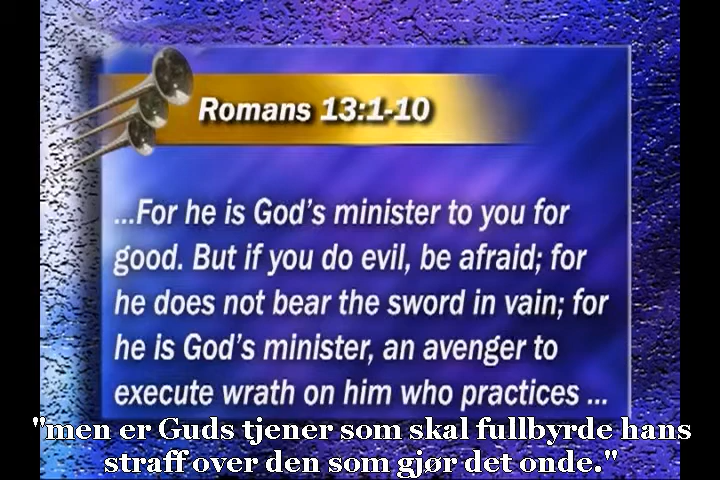 Romans 13:1-10
...For he is God's minister to you for
good. But if you do evil, be afraid; for
he does not bear the sword in vain; for
he is God's minister, an avenger to
execute wrath on him who practices ...
"men er Guds tjener som skal fullbyrde hans
straff over den som gjør det onde."